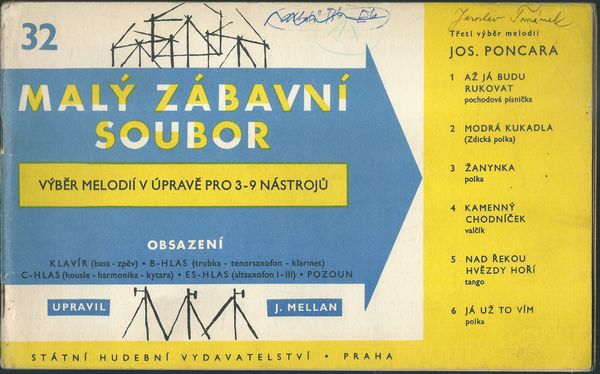 32
MALÝ ZÁBAVNÍ
SOUBOR
VÝBĚR MELODIÍ V ÚPRAVĚ PRO 3-9 NÁSTROJŮ
OBSAZENÍ
KLAVÍR (basa - zpěv) • B-HLAS (trubka - tenorsaxofon - klarinet)
C-HLAS (housle - harmonika - kytara) • ES-HLAS (altsaxofon I - III) • POZOUN
UPRAVIL
J. MELLAN
STÁTNÍ HUDEBNÍ VYDAVATELSTVÍ • PRAHA
Jaroslav
Třetí výběr melodií
JOS. PONCARA
1 AŽ JÁ BUDU
RUKOVAT
pochodová písnička
2 MODRÁ KUKADLA
(Zdická polka)
3 ŽANYNKA
polka
4 KAMENNÝ
CHODNÍČEK
valčík
5 NAD ŘEKOU
HVĚZDY HOŘÍ
tango
6 JÁ UŽ TO VÍM
polka